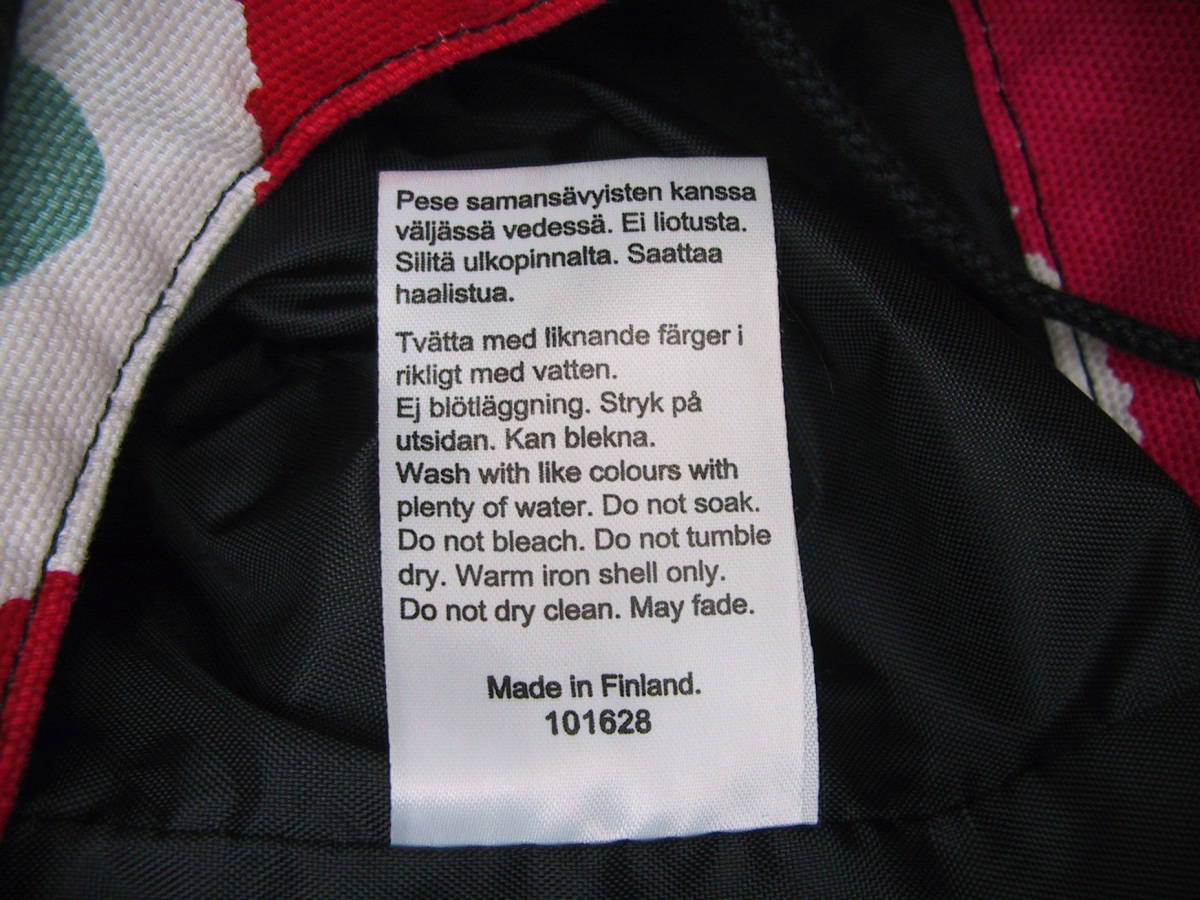 Pese samansävyisten kanssa
väljässä vedessä. Ei liotusta.
Silitä ulkopinnalta. Saattaa
haalistua.
Tvätta med liknande färger i
rikligt med vatten.
Ej blötläggning. Stryk på
utsidan. Kan blekna.
Wash with like colours with
plenty of water. Do not soak.
Do not bleach. Do not tumble
dry. Warm iron shell only.
Do not dry clean. May fade.
Made in Finland.
101628